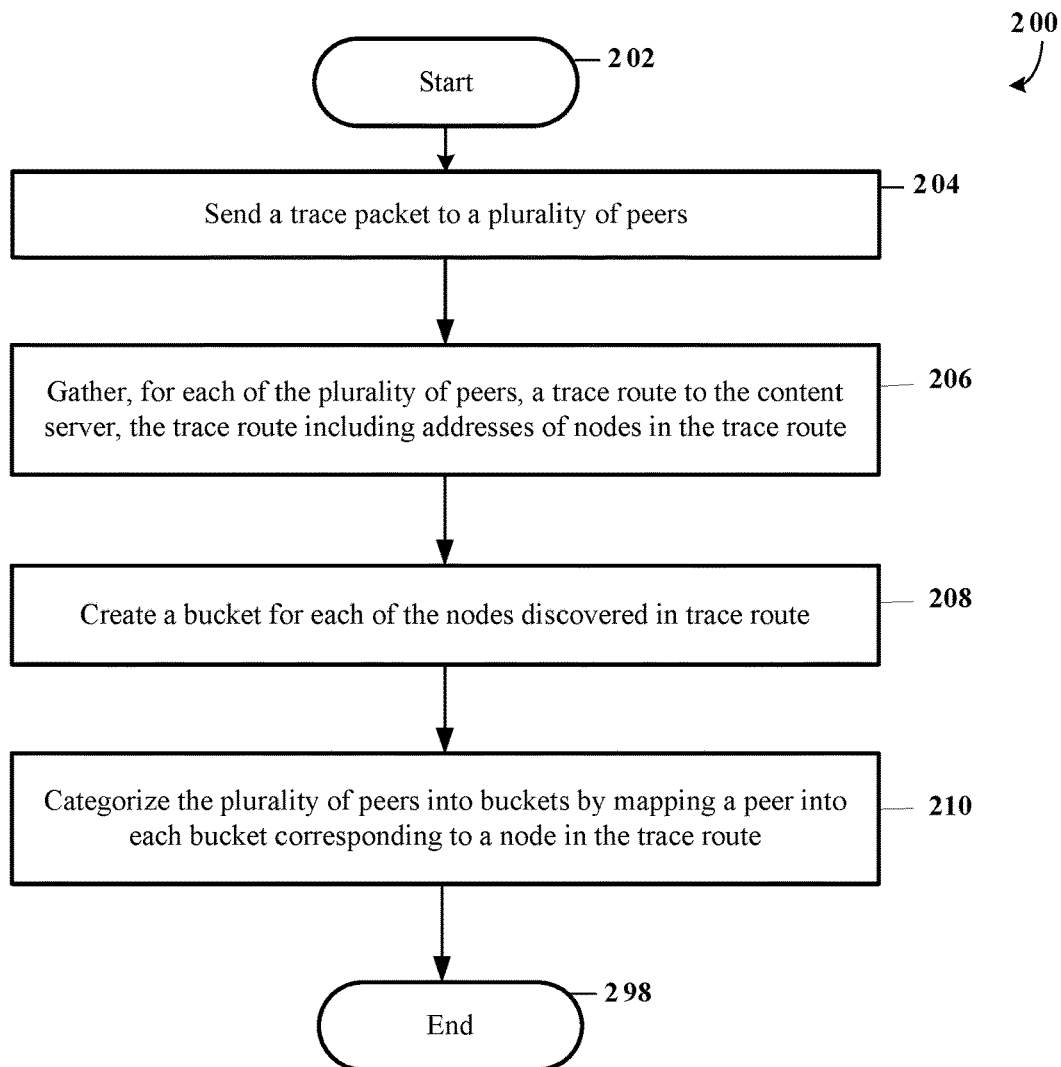 200
Start
202
Send a trace packet to a plurality of peers
204
Gather, for each of the plurality of peers, a trace route to the content
server, the trace route including addresses of nodes in the trace route
206
Create a bucket for each of the nodes discovered in trace route
208
Categorize the plurality of peers into buckets by mapping a peer into
each bucket corresponding to a node in the trace route
210
End
298